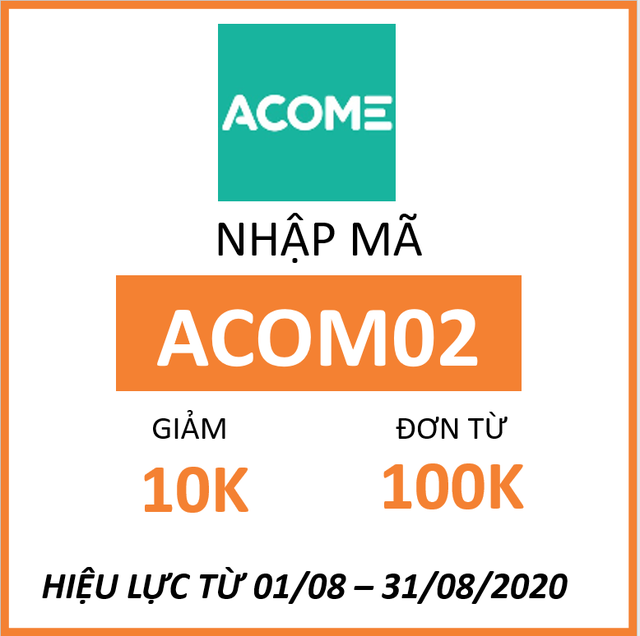 ACOME
NHẬP MÃ
ACOM02
GIẢM ĐƠN TỪ
10K 100K
HIỆU LỰC TỪ 01/08 – 31/08/2020